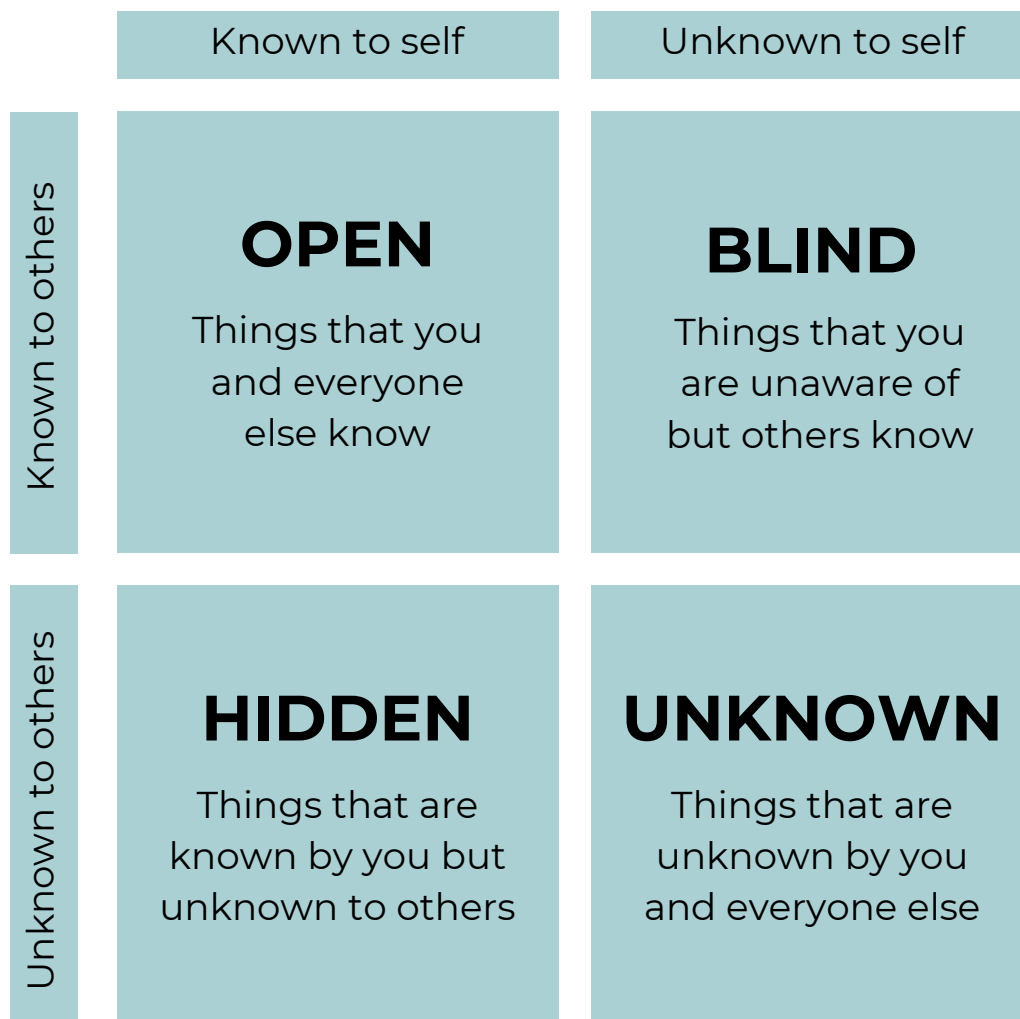 Known to self
Unknown to self
Known to others
OPEN
Things that you
and everyone
else know
BLIND
Things that you
are unaware of
but others know
Unknown to others
HIDDEN
Things that are
known by you but
unknown to others
UNKNOWN
Things that are
unknown by you
and everyone else